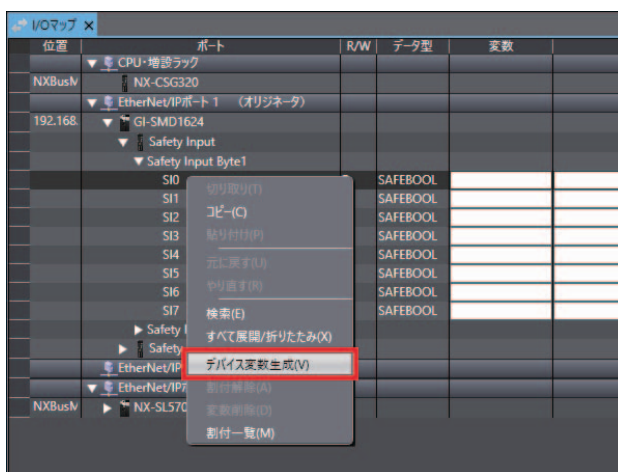 I/Oマップ ×
位置 ポート R/W データ型 変数
▼ CPU・増設ラック
NXBusM NX-CSG320
▼ EtherNet/IPポート 1 (オリジネータ)
192.168. ▼ GI-SMD1624
▼ Safety Input
▼ Safety Input Byte1
SI0 SAFEBOOL
SI1 SAFEBOOL
SI2 SAFEBOOL
SI3 SAFEBOOL
SI4 SAFEBOOL
SI5 SAFEBOOL
SI6 SAFEBOOL
SI7 SAFEBOOL
▶ Safety
▶ Safety
EtherNet/IP
▼ EtherNet/IP
NXBusM ▶ NX-SL570
切り取り(T)
コピー(C)
貼り付け(P)
元に戻す(U)
やり直す(R)
検索(E)
すべて展開/折りたたみ(X)
デバイス変数生成(V)
割付解除(A)
変数削除(D)
割付一覧(M)